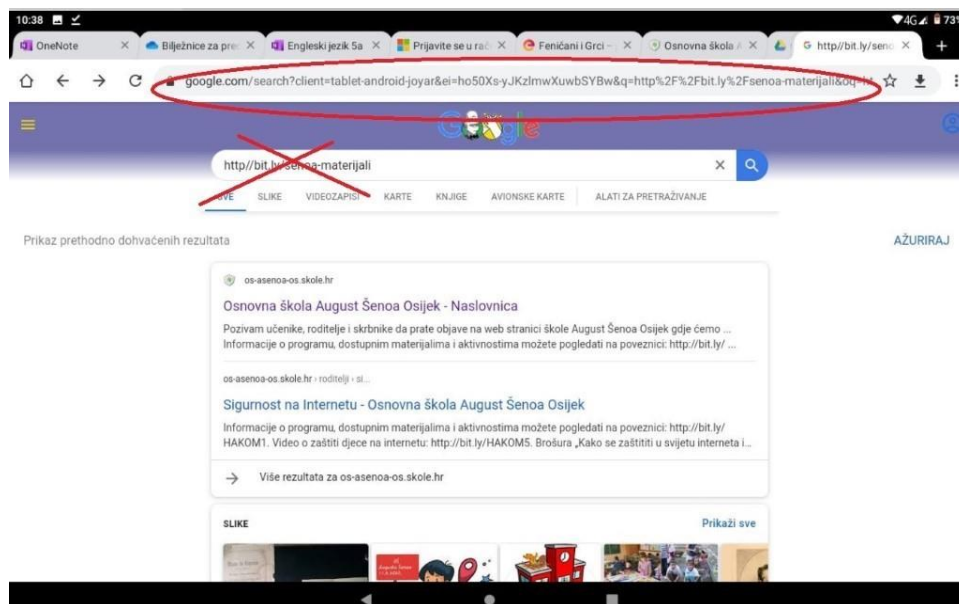 10:38 4G 73%
OneNote Bilježnice za pre Engleski jezik 5a Prijavite se u rač Feničani i Grci - Osnovna škola A G http//bit.ly/seno
google.com/search?client=tablet-android-joyar&ei=ho50Xs-yJKzlmwXuwbSYBw&q=http%2F%2Fbit.ly%2Fsenoa-materijali&oq=ht
Google
http//bit.ly/senoa-materijali
SVE SLIKE VIDEOZAPISI KARTE KNJIGE AVIONSKE KARTE ALATI ZA PRETRAŽIVANJE
Prikaz prethodno dohvaćenih rezultata AŽURIRAJ
os-asenoa-os.skole.hr
Osnovna škola August Šenoa Osijek - Naslovnica
Pozivam učenike, roditelje i skrbnike da prate objave na web stranici škole August Šenoa Osijek gdje ćemo ...
Informacije o programu, dostupnim materijalima i aktivnostima možete pogledati na poveznici: http://bit.ly/ ...
os-asenoa-os.skole.hr › roditelji › si...
Sigurnost na Internetu - Osnovna škola August Šenoa Osijek
Informacije o programu, dostupnim materijalima i aktivnostima možete pogledati na poveznici: http://bit.ly/
HAKOM1. Video o zaštiti djece na internetu: http://bit.ly/HAKOM5. Brošura „Kako se zaštititi u svijetu interneta i...
Više rezultata za os-asenoa-os.skole.hr
SLIKE Prikaži sve